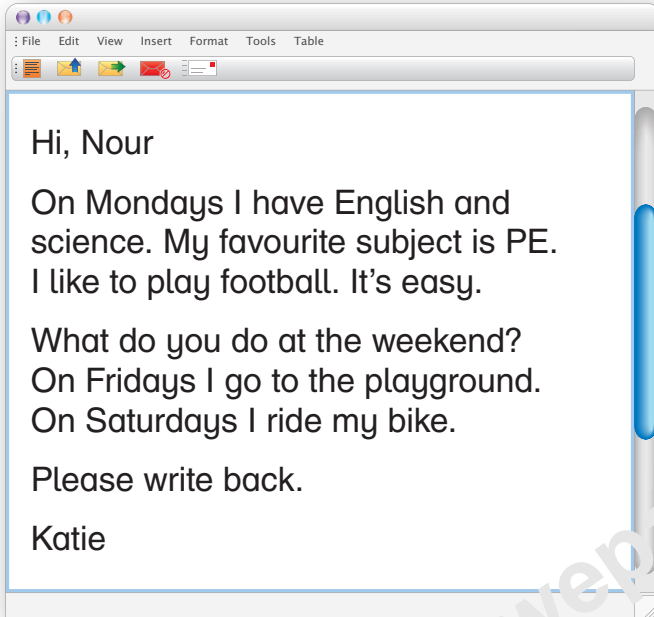 File Edit View Insert Format Tools Table
Hi, Nour
On Mondays I have English and
science. My favourite subject is PE.
I like to play football. It's easy.
What do you do at the weekend?
On Fridays I go to the playground.
On Saturdays I ride my bike.
Please write back.
Katie